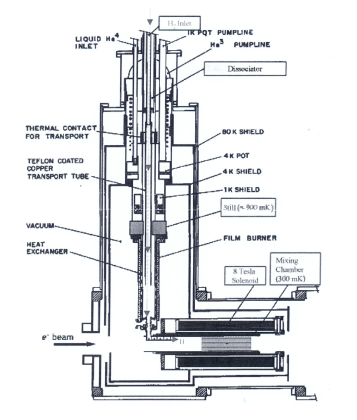 H₂ Inlet
LIQUID He⁴
INLET
1K POT PUMPLINE
He³ PUMPLINE
Dissociator
THERMAL CONTACT
FOR TRANSPORT
80K SHIELD
TEFLON COATED
COPPER
TRANSPORT TUBE
4K POT
4K SHIELD
1K SHIELD
Still (≈ 900 mK)
VACUUM
HEAT
EXCHANGER
FILM BURNER
8 Tesla
Solenoid
Mixing
Chamber
(300 mK)
e⁻ beam
H